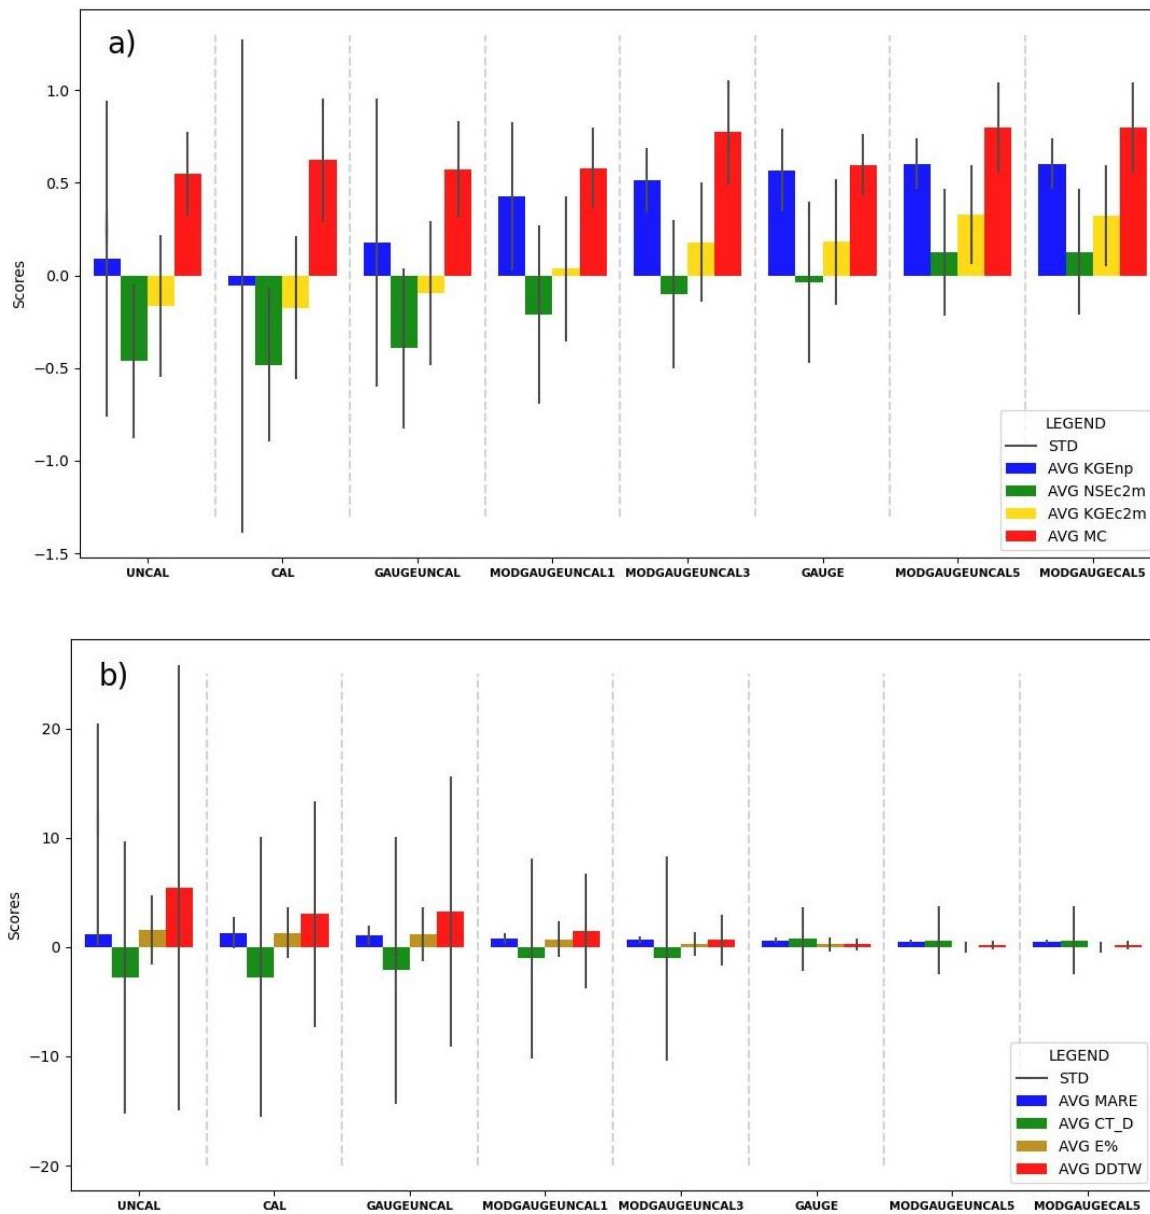 a)
1.0
0.5
0.0
−0.5
−1.0
−1.5
Scores
LEGEND
STD
AVG KGEnp
AVG NSEc2m
AVG KGEc2m
AVG MC
UNCAL CAL GAUGEUNCAL MODGAUGEUNCAL1 MODGAUGEUNCAL3 GAUGE MODGAUGEUNCAL5 MODGAUGECAL5
b)
20
10
0
−10
−20
Scores
LEGEND
STD
AVG MARE
AVG CT_D
AVG E%
AVG DDTW
UNCAL CAL GAUGEUNCAL MODGAUGEUNCAL1 MODGAUGEUNCAL3 GAUGE MODGAUGEUNCAL5 MODGAUGECAL5